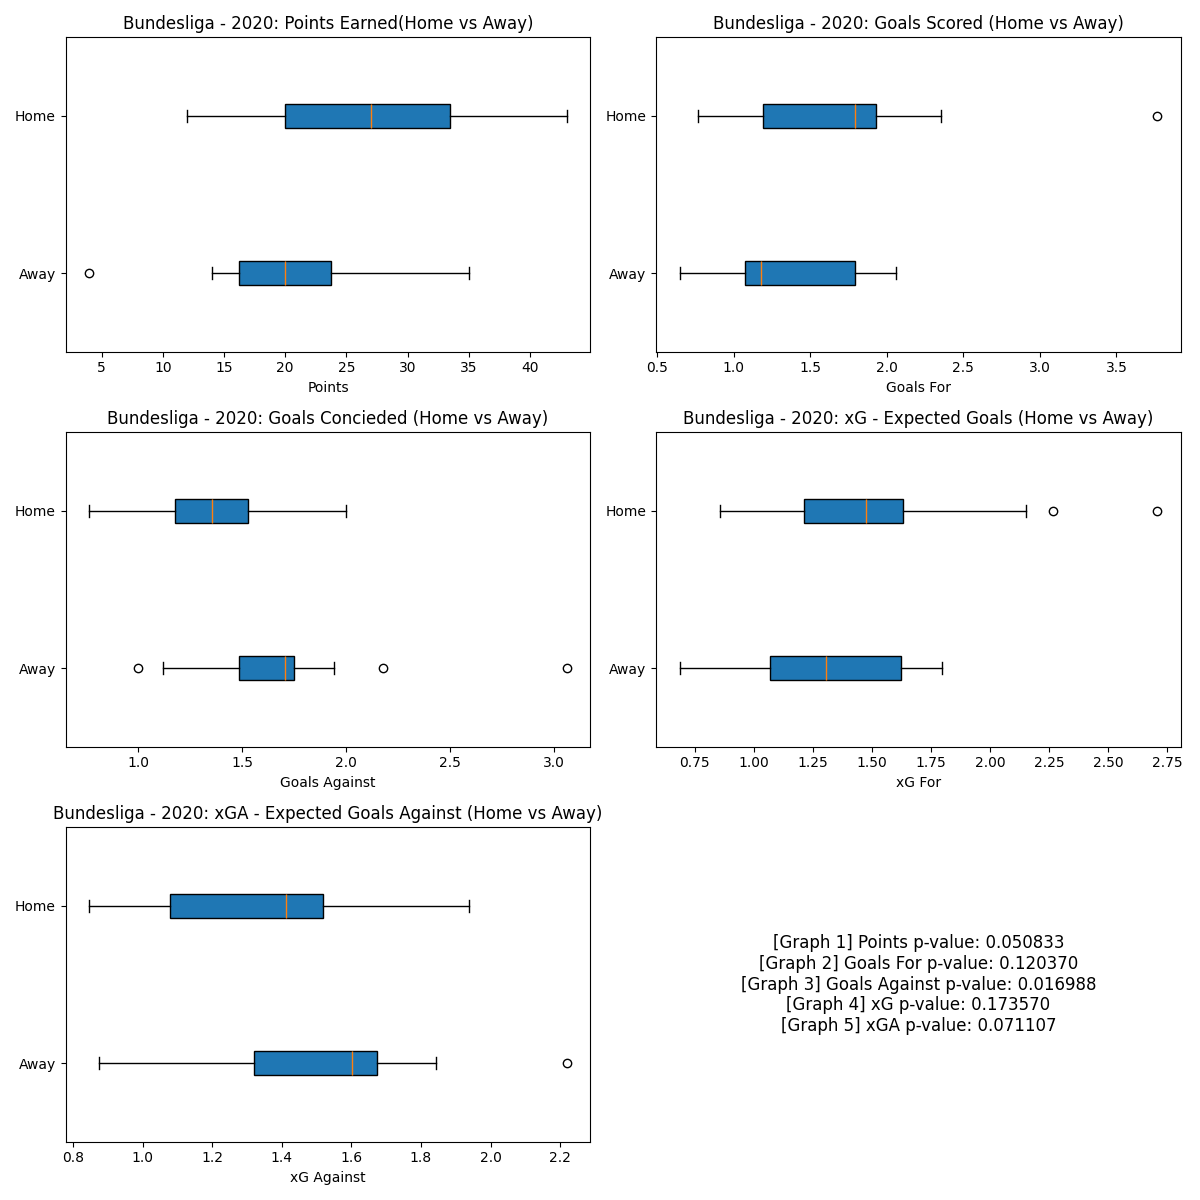 Bundesliga - 2020: Points Earned(Home vs Away)
Home
Away
5 10 15 20 25 30 35 40
Points
Bundesliga - 2020: Goals Scored (Home vs Away)
Home
Away
0.5 1.0 1.5 2.0 2.5 3.0 3.5
Goals For
Bundesliga - 2020: Goals Concieded (Home vs Away)
Home
Away
1.0 1.5 2.0 2.5 3.0
Goals Against
Bundesliga - 2020: xG - Expected Goals (Home vs Away)
Home
Away
0.75 1.00 1.25 1.50 1.75 2.00 2.25 2.50 2.75
xG For
Bundesliga - 2020: xGA - Expected Goals Against (Home vs Away)
Home
Away
0.8 1.0 1.2 1.4 1.6 1.8 2.0 2.2
xG Against
[Graph 1] Points p-value: 0.050833
[Graph 2] Goals For p-value: 0.120370
[Graph 3] Goals Against p-value: 0.016988
[Graph 4] xG p-value: 0.173570
[Graph 5] xGA p-value: 0.071107